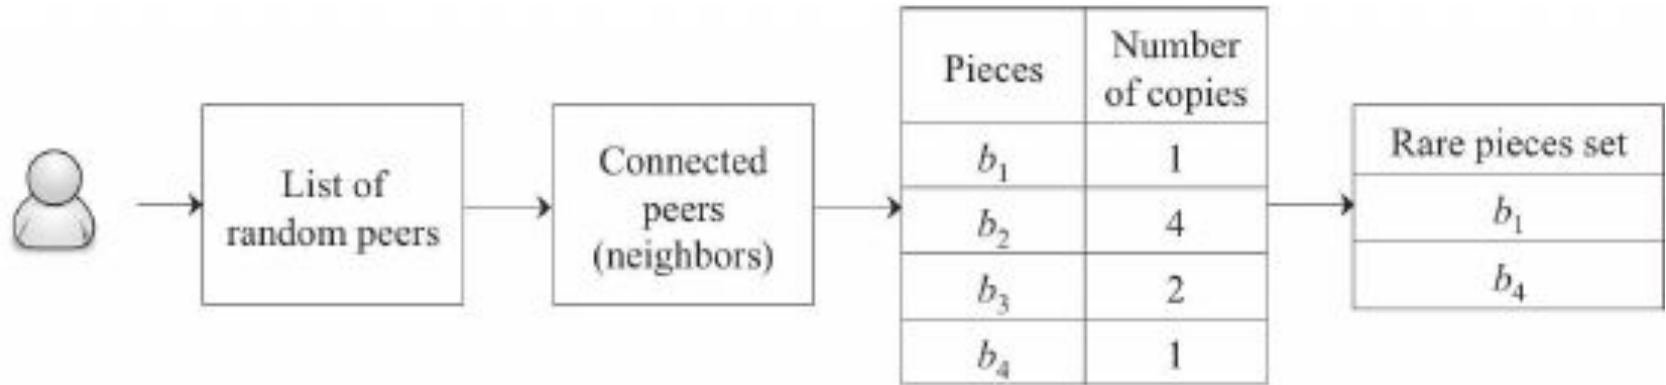 List of
random peers
Connected
peers
(neighbors)
Pieces
Number
of copies
b₁ 1
b₂ 4
b₃ 2
b₄ 1
Rare pieces set
b₁
b₄